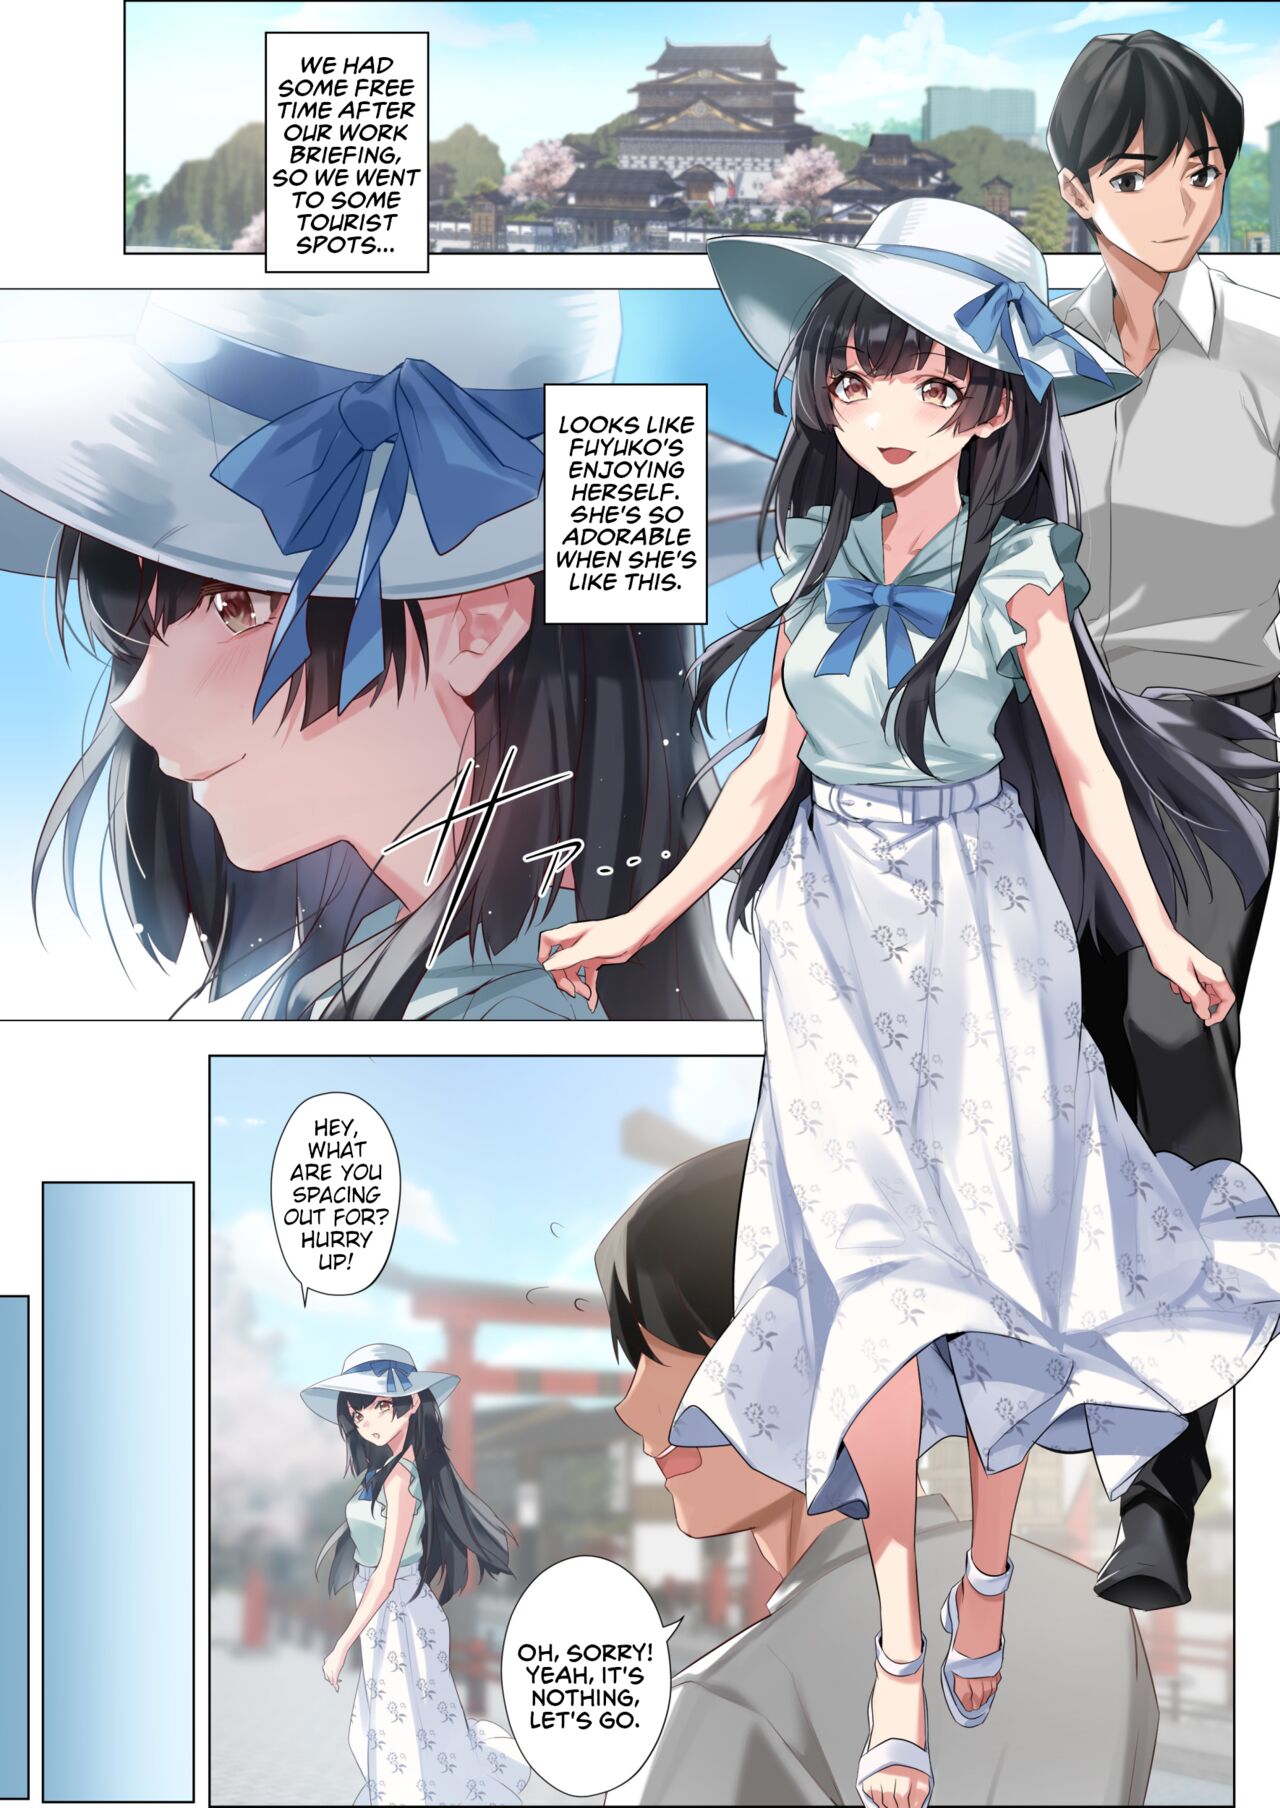 WE HAD
SOME FREE
TIME AFTER
OUR WORK
BRIEFING,
SO WE WENT
TO SOME
TOURIST
SPOTS...
LOOKS LIKE
FUYUKO'S
ENJOYING
HERSELF.
SHE'S SO
ADORABLE
WHEN SHE'S
LIKE THIS.
サァ....
HEY,
WHAT
ARE YOU
SPACING
OUT FOR?
HURRY
UP!
OH, SORRY!
YEAH, IT'S
NOTHING,
LET'S GO.